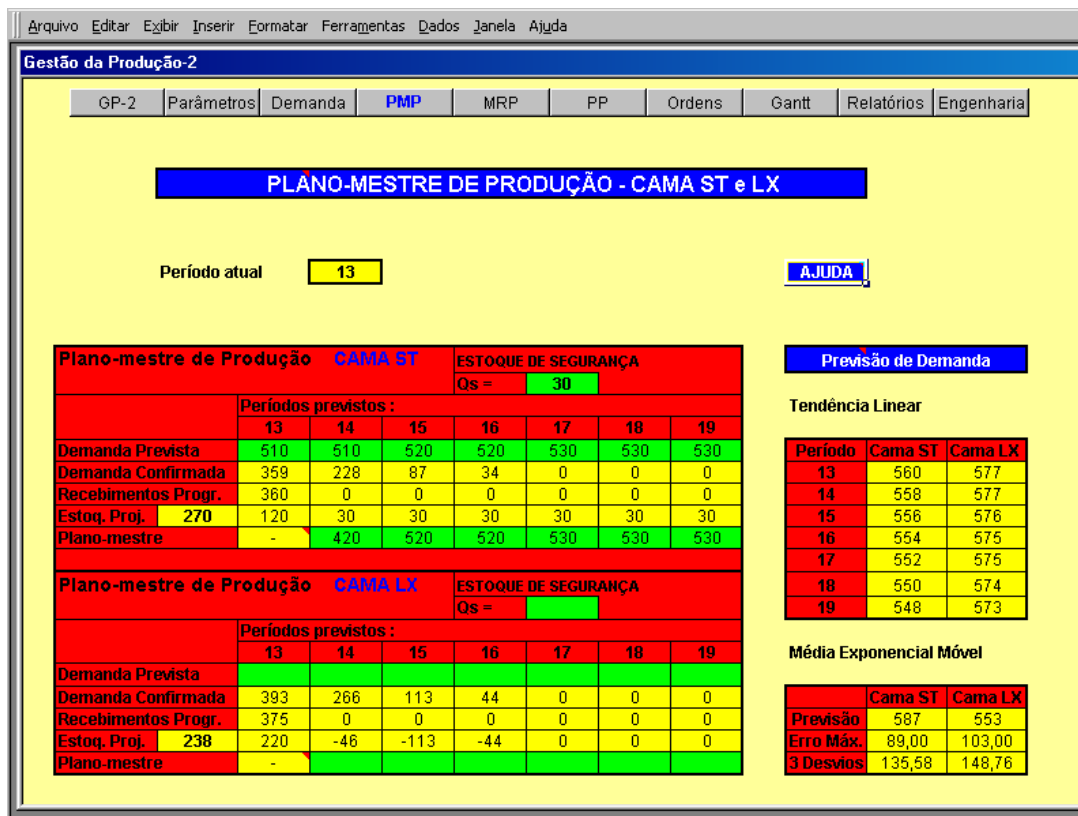 Arquivo Editar Exibir Inserir Formatar Ferramentas Dados Janela Ajuda
Gestão da Produção-2
GP-2 Parâmetros Demanda PMP MRP PP Ordens Gantt Relatórios Engenharia
PLANO-MESTRE DE PRODUÇÃO - CAMA ST e LX
Período atual 13 AJUDA
Plano-mestre de Produção CAMA ST ESTOQUE DE SEGURANÇA
Qs = 30
Períodos previstos :
13 14 15 16 17 18 19
Demanda Prevista 510 510 520 520 530 530 530
Demanda Confirmada 359 228 87 34 0 0 0
Recebimentos Progr. 360 0 0 0 0 0 0
Estoq. Proj. 270 120 30 30 30 30 30 30
Plano-mestre - 420 520 520 530 530 530
Plano-mestre de Produção CAMA LX ESTOQUE DE SEGURANÇA
Qs =
Períodos previstos :
13 14 15 16 17 18 19
Demanda Prevista
Demanda Confirmada 393 266 113 44 0 0 0
Recebimentos Progr. 375 0 0 0 0 0 0
Estoq. Proj. 238 220 -46 -113 -44 0 0 0
Plano-mestre -
Previsão de Demanda
Tendência Linear
Período Cama ST Cama LX
13 560 577
14 558 577
15 556 576
16 554 575
17 552 575
18 550 574
19 548 573
Média Exponencial Móvel
Cama ST Cama LX
Previsão 587 553
Erro Máx. 89,00 103,00
3 Desvios 135,58 148,76